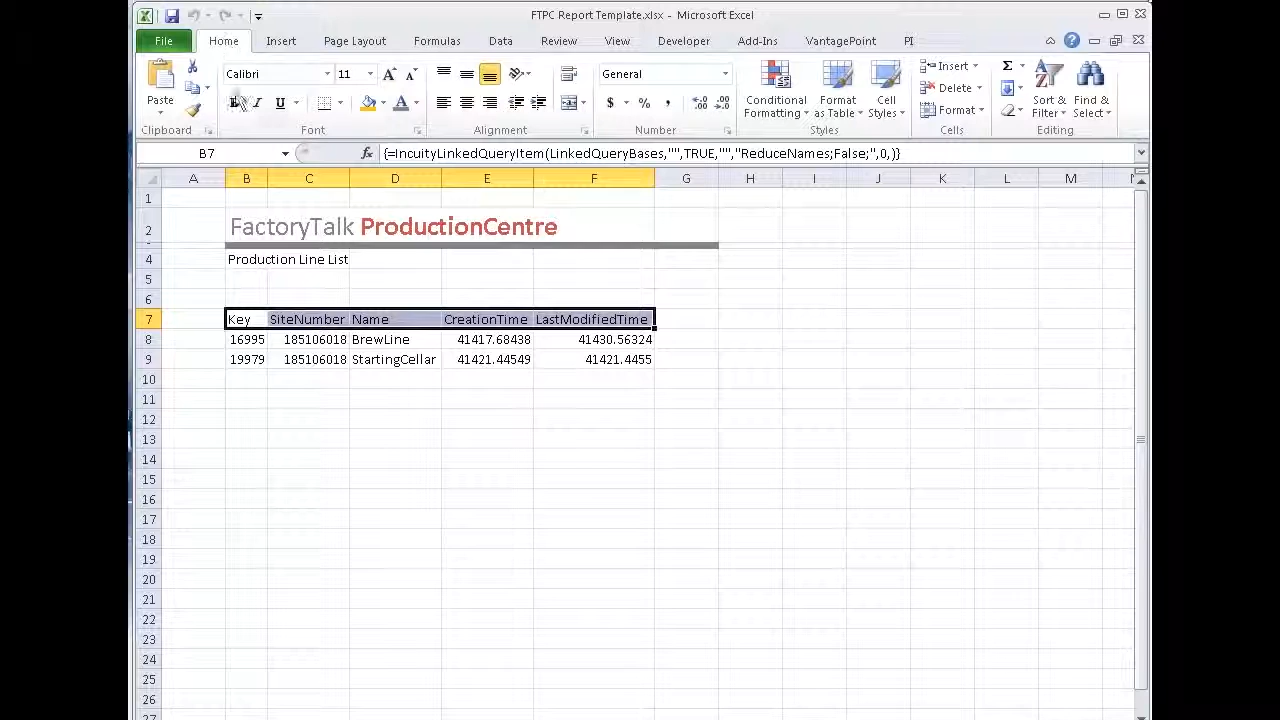 FTPC Report Template.xlsx - Microsoft Excel
File Home Insert Page Layout Formulas Data Developer Add-Ins PI
Calibri 11 General Insert Σ
Paste B I U $ % , Conditional Formatting Format as Table Cell Styles Delete Format Sort & Filter Find & Select
Clipboard Font Alignment Number Styles Cells Editing
B7 fx {=IncuityLinkedQueryItem(LinkedQueryBases,"",TRUE,"","ReduceNames:False;",0,)}
A B C D E F G H I J K L M
1
2 FactoryTalk ProductionCentre
4 Production Line List
5
6
7 Key SiteNumber Name CreationTime LastModifiedTime
8 16995 185106018 BrewLine 41417.68438 41430.56324
9 19979 185106018 StartingCellar 41421.44549 41421.4455
10
11
12
13
14
15
16
17
18
19
20
21
22
23
24
25
26
27